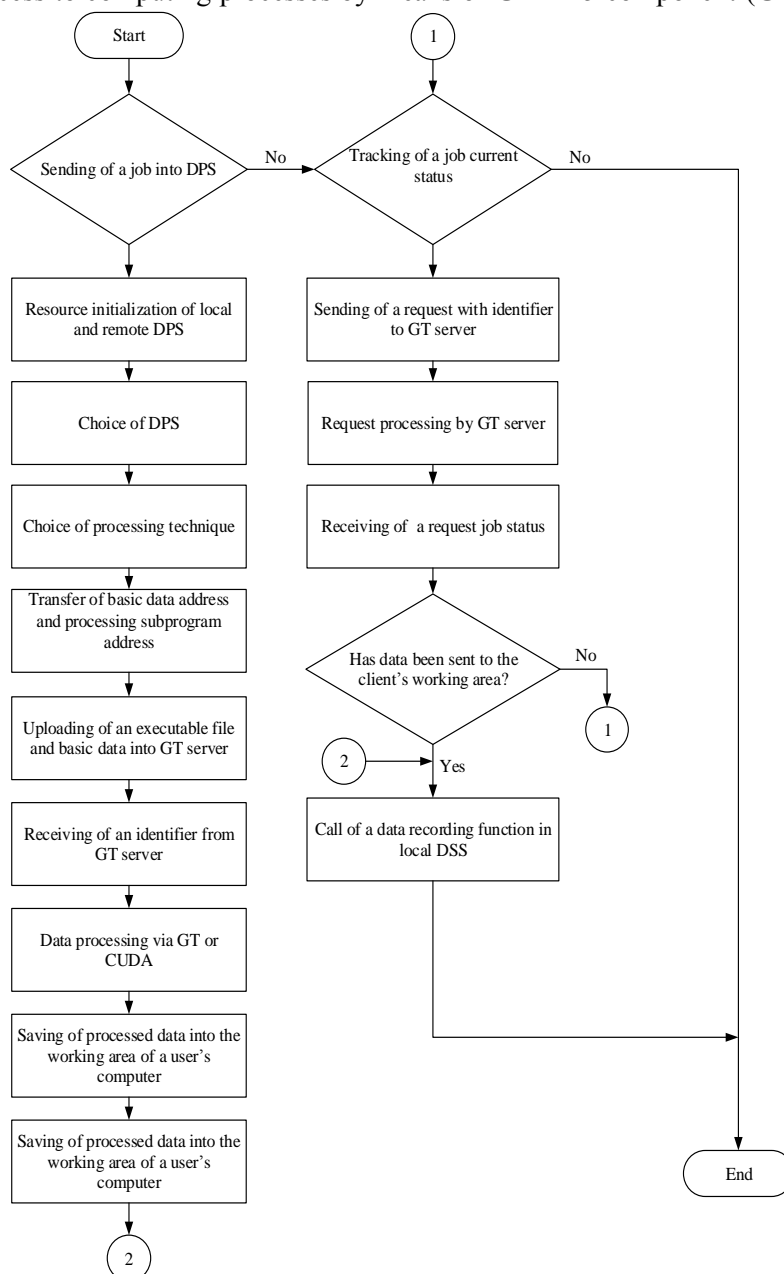 Start
1
Sending of a job into DPS
No
Tracking of a job current
status
No
Resource initialization of local
and remote DPS
Sending of a request with identifier
to GT server
Choice of DPS
Request processing by GT server
Choice of processing technique
Receiving of a request job status
Transfer of basic data address
and processing subprogram
address
Has data been sent to the
client's working area?
No
1
Uploading of an executable file
and basic data into GT server
2
Yes
Receiving of an identifier from
GT server
Call of a data recording function in
local DSS
Data processing via GT or
CUDA
Saving of processed data into the
working area of a user's
computer
Saving of processed data into the
working area of a user's
computer
End
2